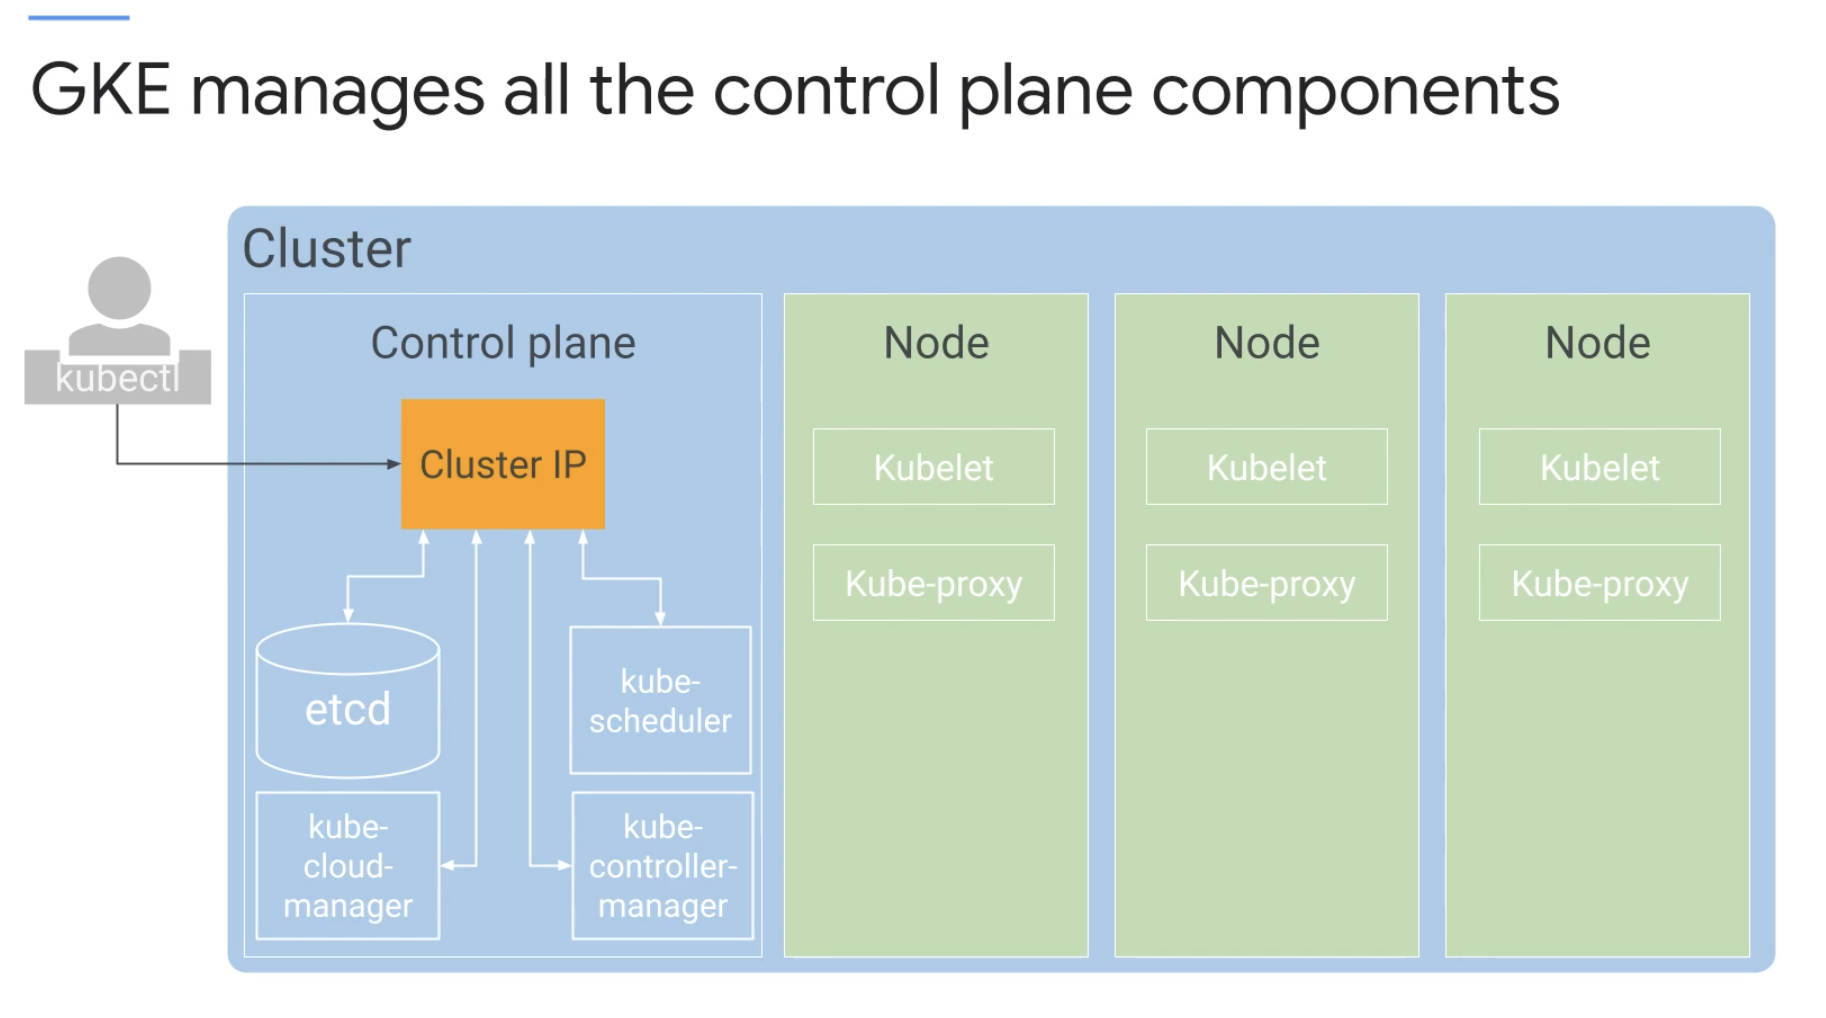 GKE manages all the control plane components
Cluster
kubectl
Control plane
Cluster IP
etcd
kube-
scheduler
kube-
cloud-
manager
kube-
controller-
manager
Node
Kubelet
Kube-proxy
Node
Kubelet
Kube-proxy
Node
Kubelet
Kube-proxy